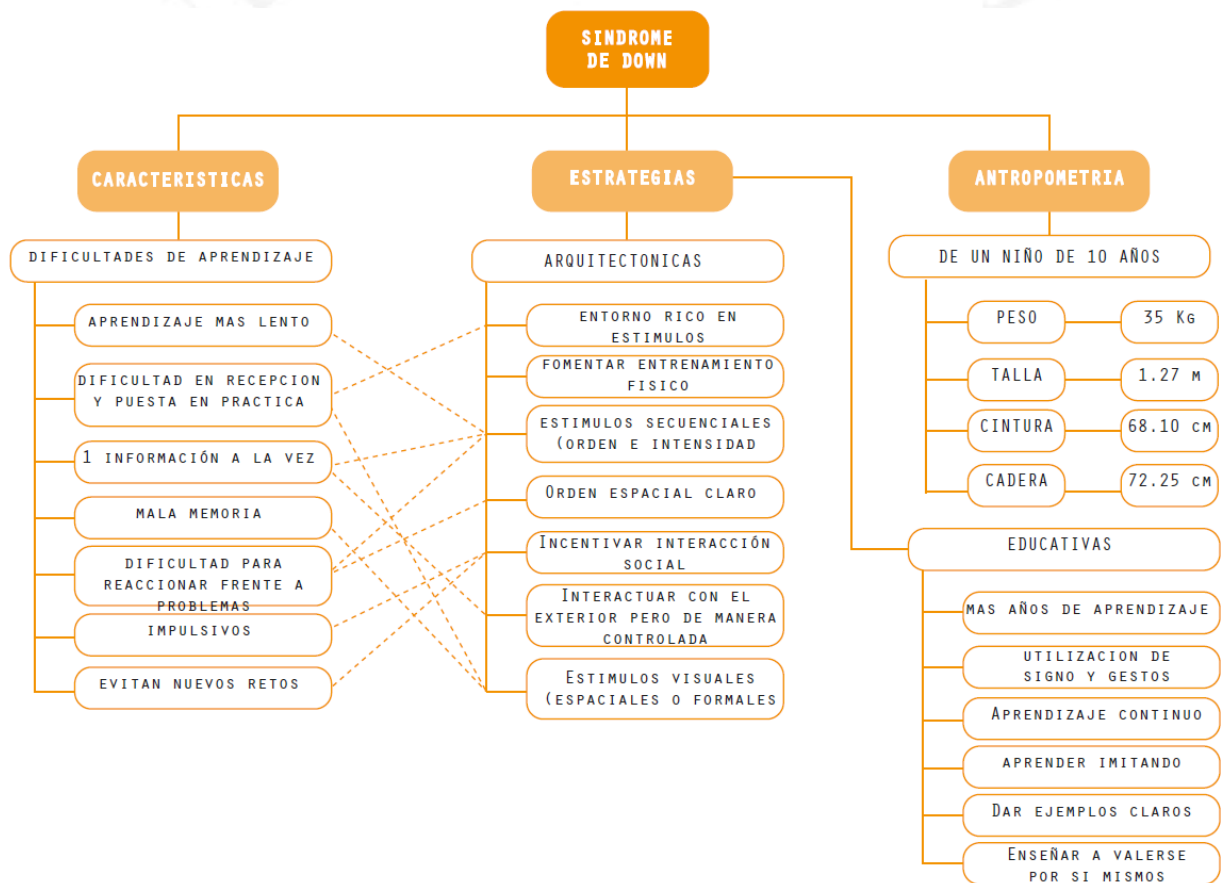 SINDROME
DE DOWN
CARACTERISTICAS
DIFICULTADES DE APRENDIZAJE
APRENDIZAJE MAS LENTO
DIFICULTAD EN RECEPCION
Y PUESTA EN PRACTICA
1 INFORMACIÓN A LA VEZ
MALA MEMORIA
DIFICULTAD PARA
REACCIONAR FRENTE A
PROBLEMAS
IMPULSIVOS
EVITAN NUEVOS RETOS
ESTRATEGIAS
ARQUITECTONICAS
ENTORNO RICO EN
ESTIMULOS
FOMENTAR ENTRENAMIENTO
FISICO
ESTIMULOS SECUENCIALES
(ORDEN E INTENSIDAD
ORDEN ESPACIAL CLARO
INCENTIVAR INTERACCIÓN
SOCIAL
INTERACTUAR CON EL
EXTERIOR PERO DE MANERA
CONTROLADA
ESTIMULOS VISUALES
(ESPACIALES O FORMALES
ANTROPOMETRIA
DE UN NIÑO DE 10 AÑOS
PESO 35 KG
TALLA 1.27 M
CINTURA 68.10 CM
CADERA 72.25 CM
EDUCATIVAS
MAS AÑOS DE APRENDIZAJE
UTILIZACION DE
SIGNO Y GESTOS
APRENDIZAJE CONTINUO
APRENDER IMITANDO
DAR EJEMPLOS CLAROS
ENSEÑAR A VALERSE
POR SI MISMOS